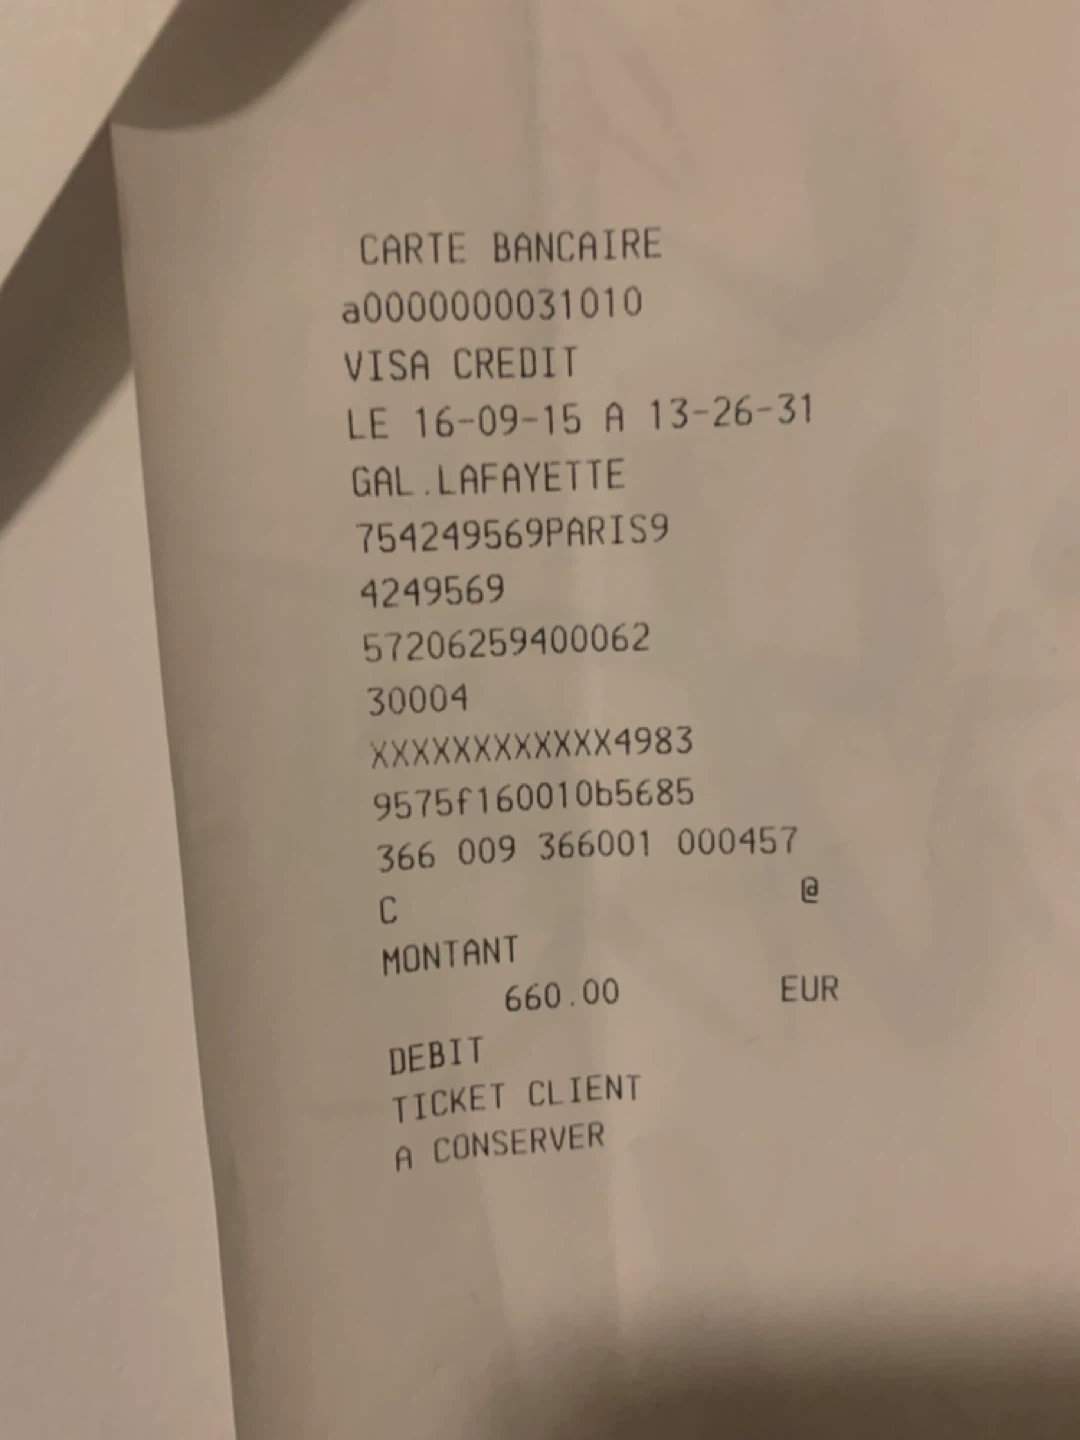 CARTE BANCAIRE
a0000000031010
VISA CREDIT
LE 16-09-15 A 13-26-31
GAL.LAFAYETTE
754249569PARIS9
4249569
57206259400062
30004
XXXXXXXXXXXX4983
9575f160010b5685
366 009 366001 000457
C @
MONTANT
660.00 EUR
DEBIT
TICKET CLIENT
A CONSERVER